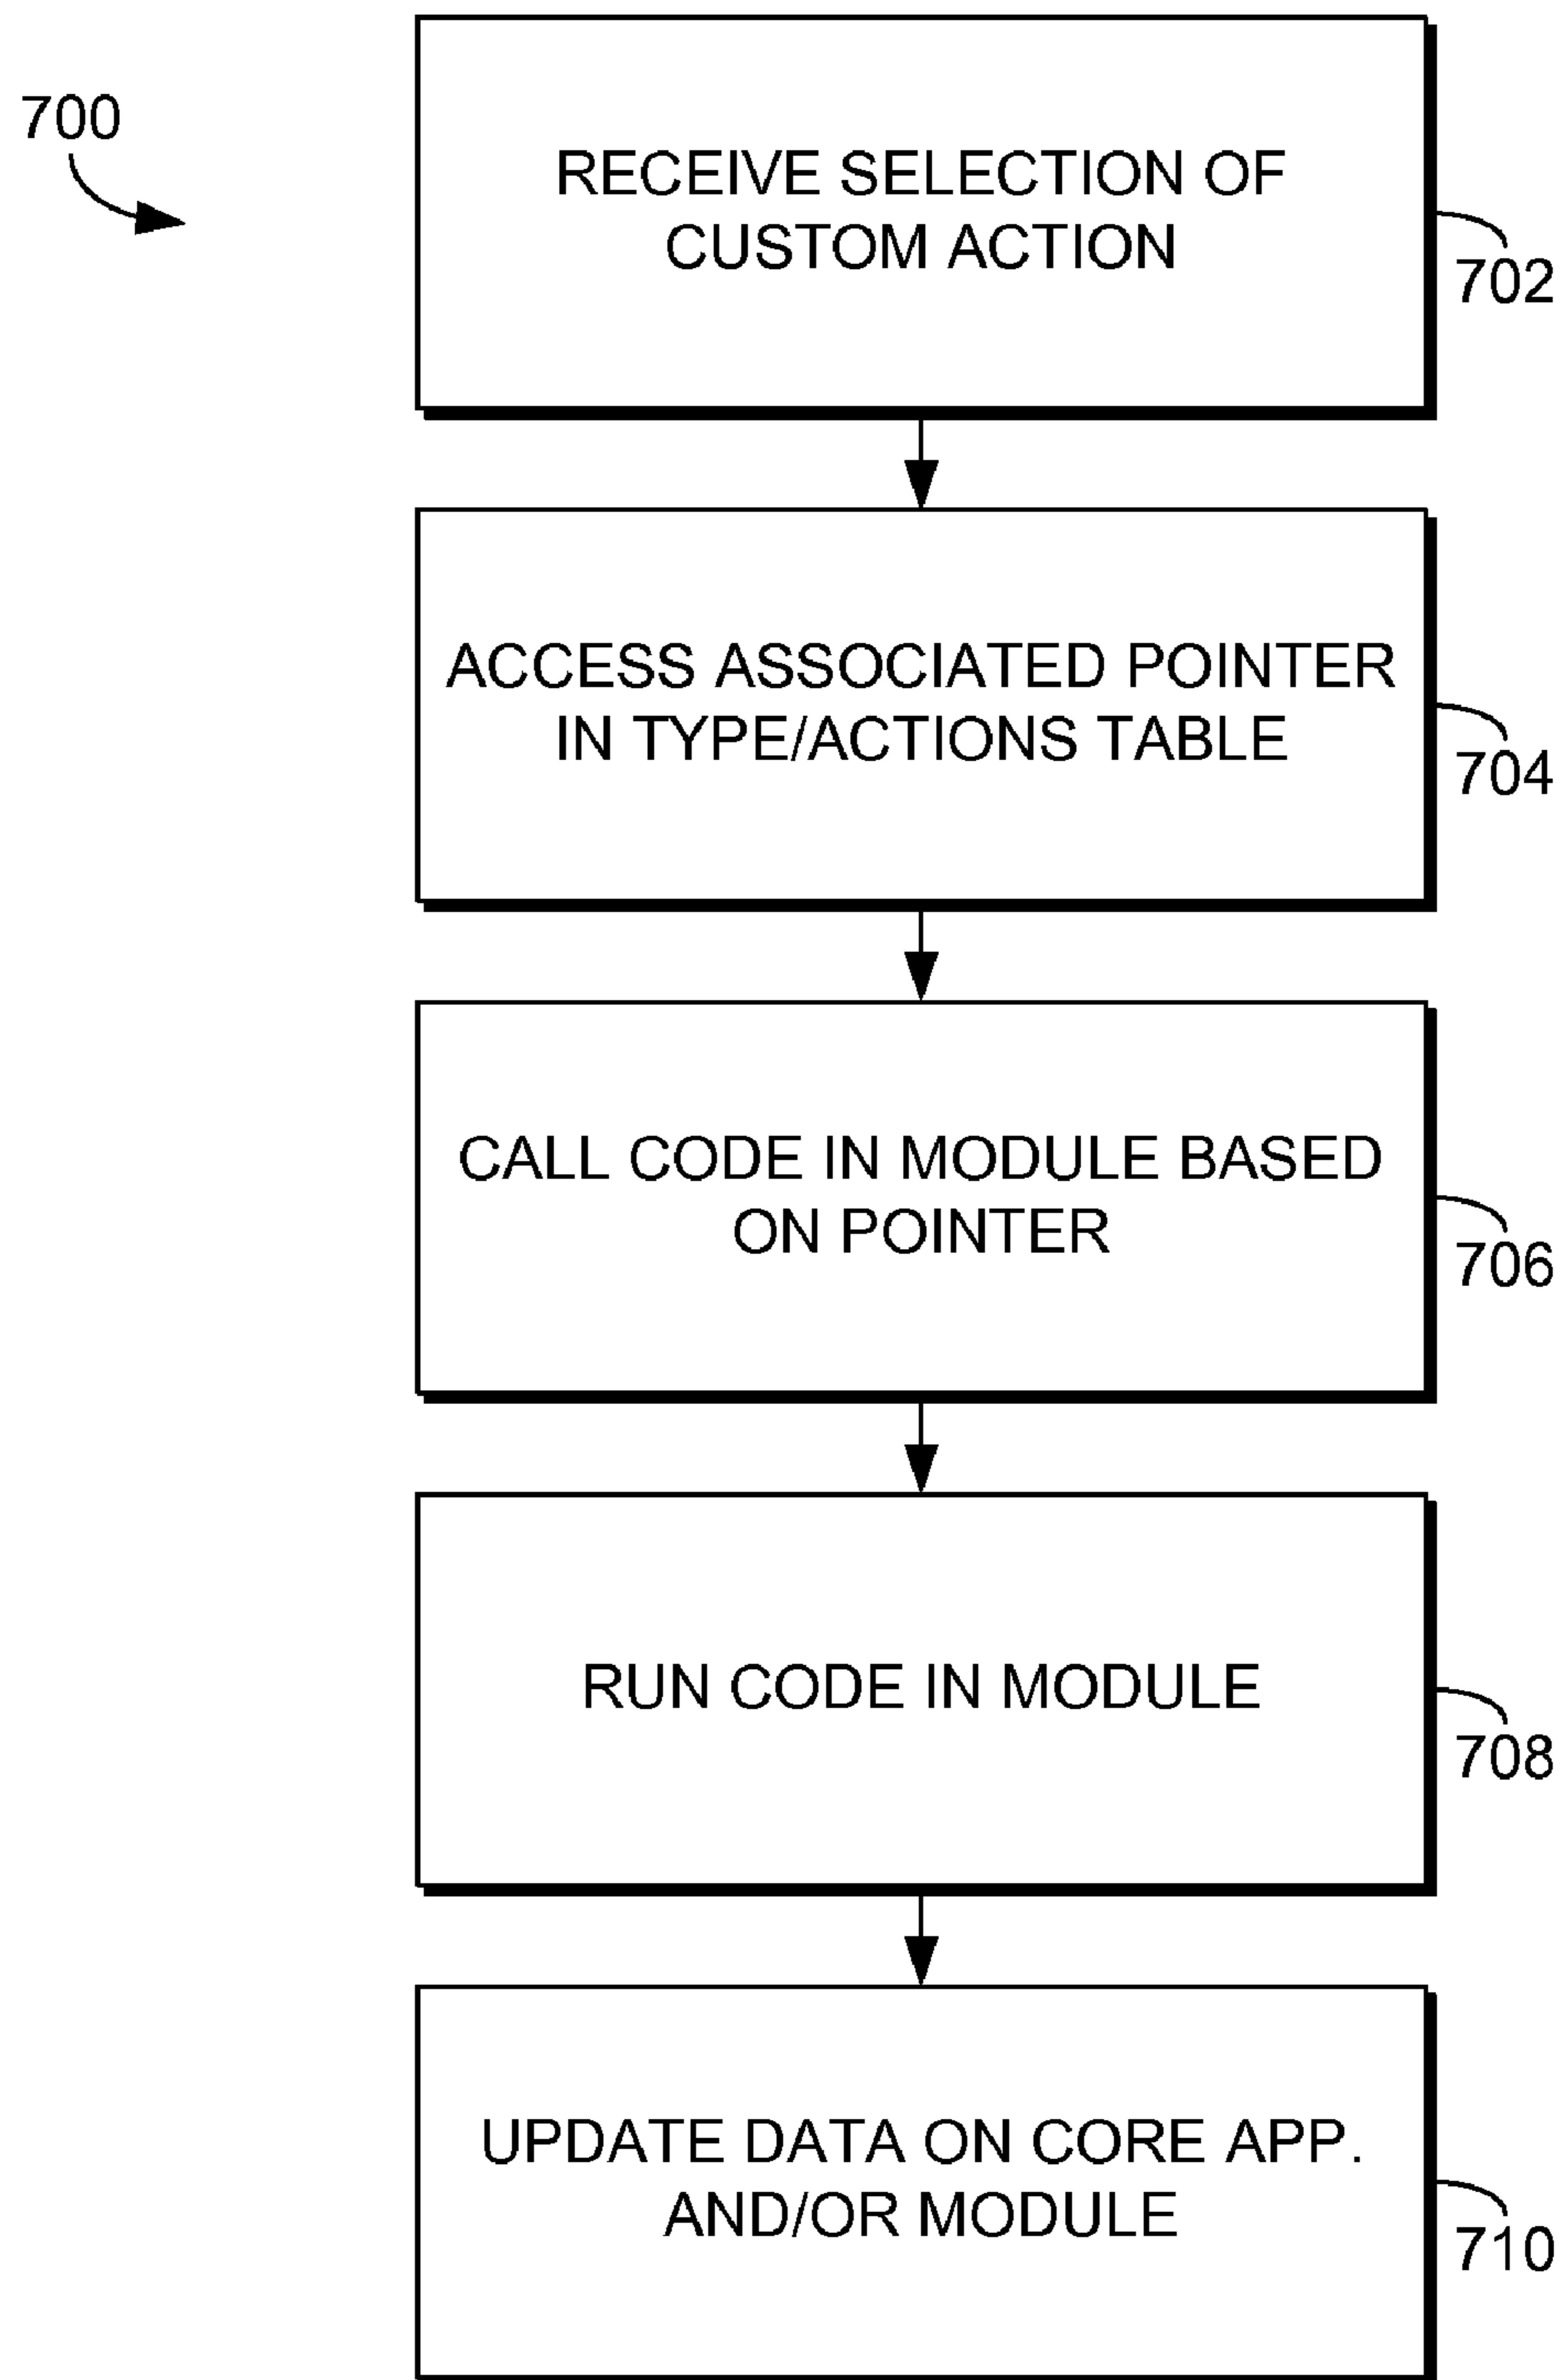 700
RECEIVE SELECTION OF
CUSTOM ACTION
702
ACCESS ASSOCIATED POINTER
IN TYPE/ACTIONS TABLE
704
CALL CODE IN MODULE BASED
ON POINTER
706
RUN CODE IN MODULE
708
UPDATE DATA ON CORE APP.
AND/OR MODULE
710